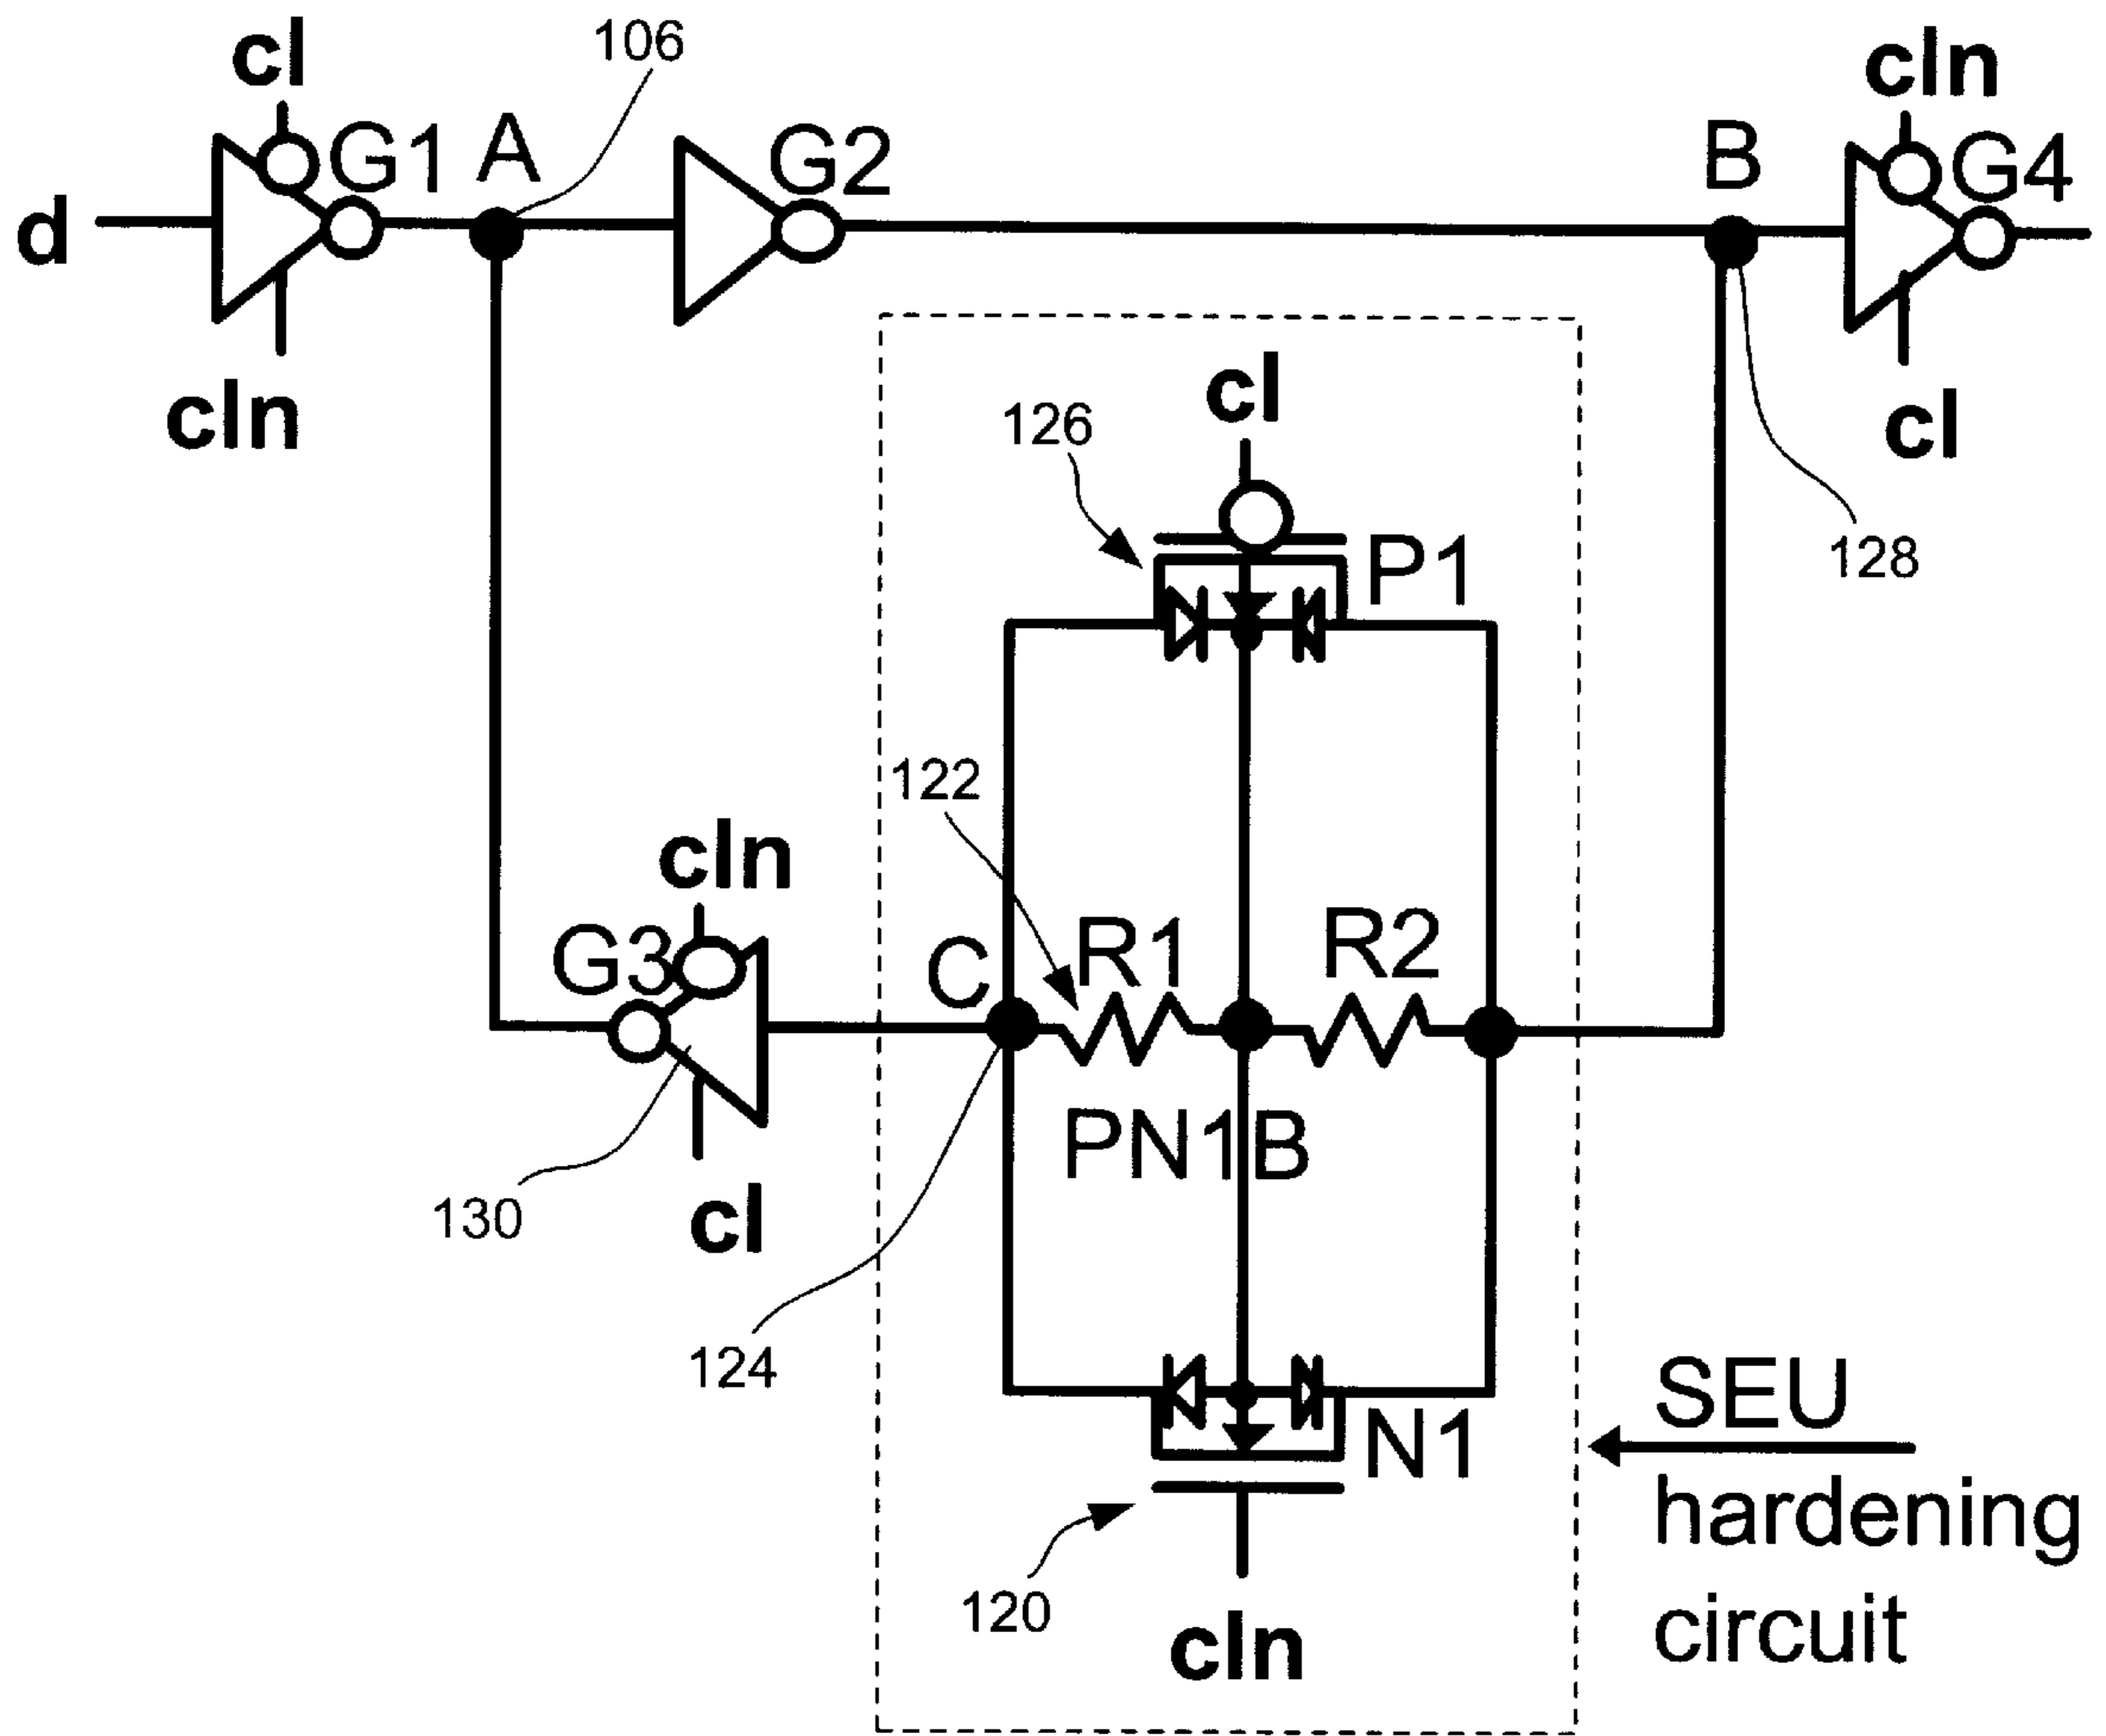 106
cl
cln
G1
A
G2
B
G4
d
128
cln
cl
cl
126
P1
122
cln
G3
C
R1
R2
PN1B
130
cl
124
N1
SEU
hardening
circuit
120
cln